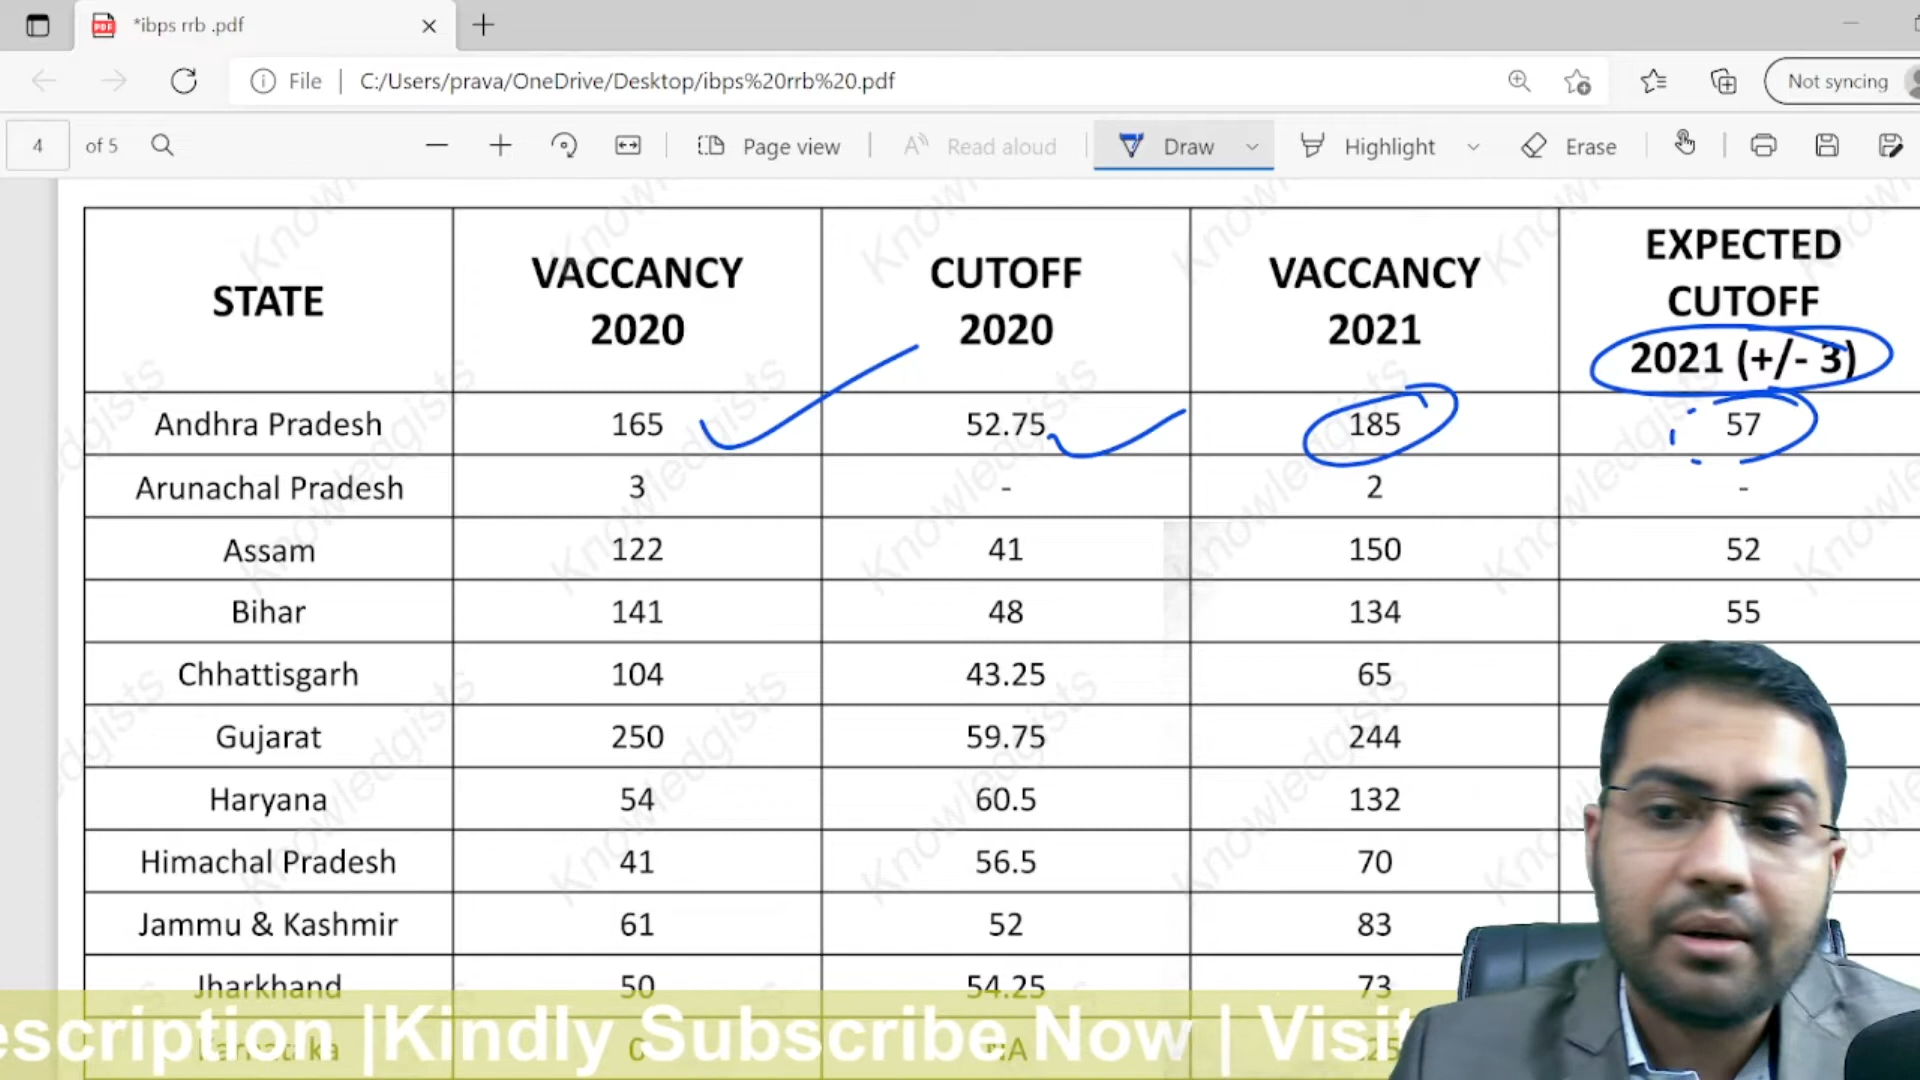 *ibps rrb .pdf
File | C:/Users/prava/OneDrive/Desktop/ibps%20rrb%20.pdf
Not syncing
4 of 5
Page view
Read aloud
Draw
Highlight
Erase
STATE VACCANCY 2020 CUTOFF 2020 VACCANCY 2021 EXPECTED CUTOFF 2021 (+/- 3)
Andhra Pradesh 165 52.75 185 57
Arunachal Pradesh 3 - 2 -
Assam 122 41 150 52
Bihar 141 48 134 55
Chhattisgarh 104 43.25 65
Gujarat 250 59.75 244
Haryana 54 60.5 132
Himachal Pradesh 41 56.5 70
Jammu & Kashmir 61 52 83
Jharkhand 50 54.25 73
escription |Kindly Subscribe Now | Visit
Knowledgists